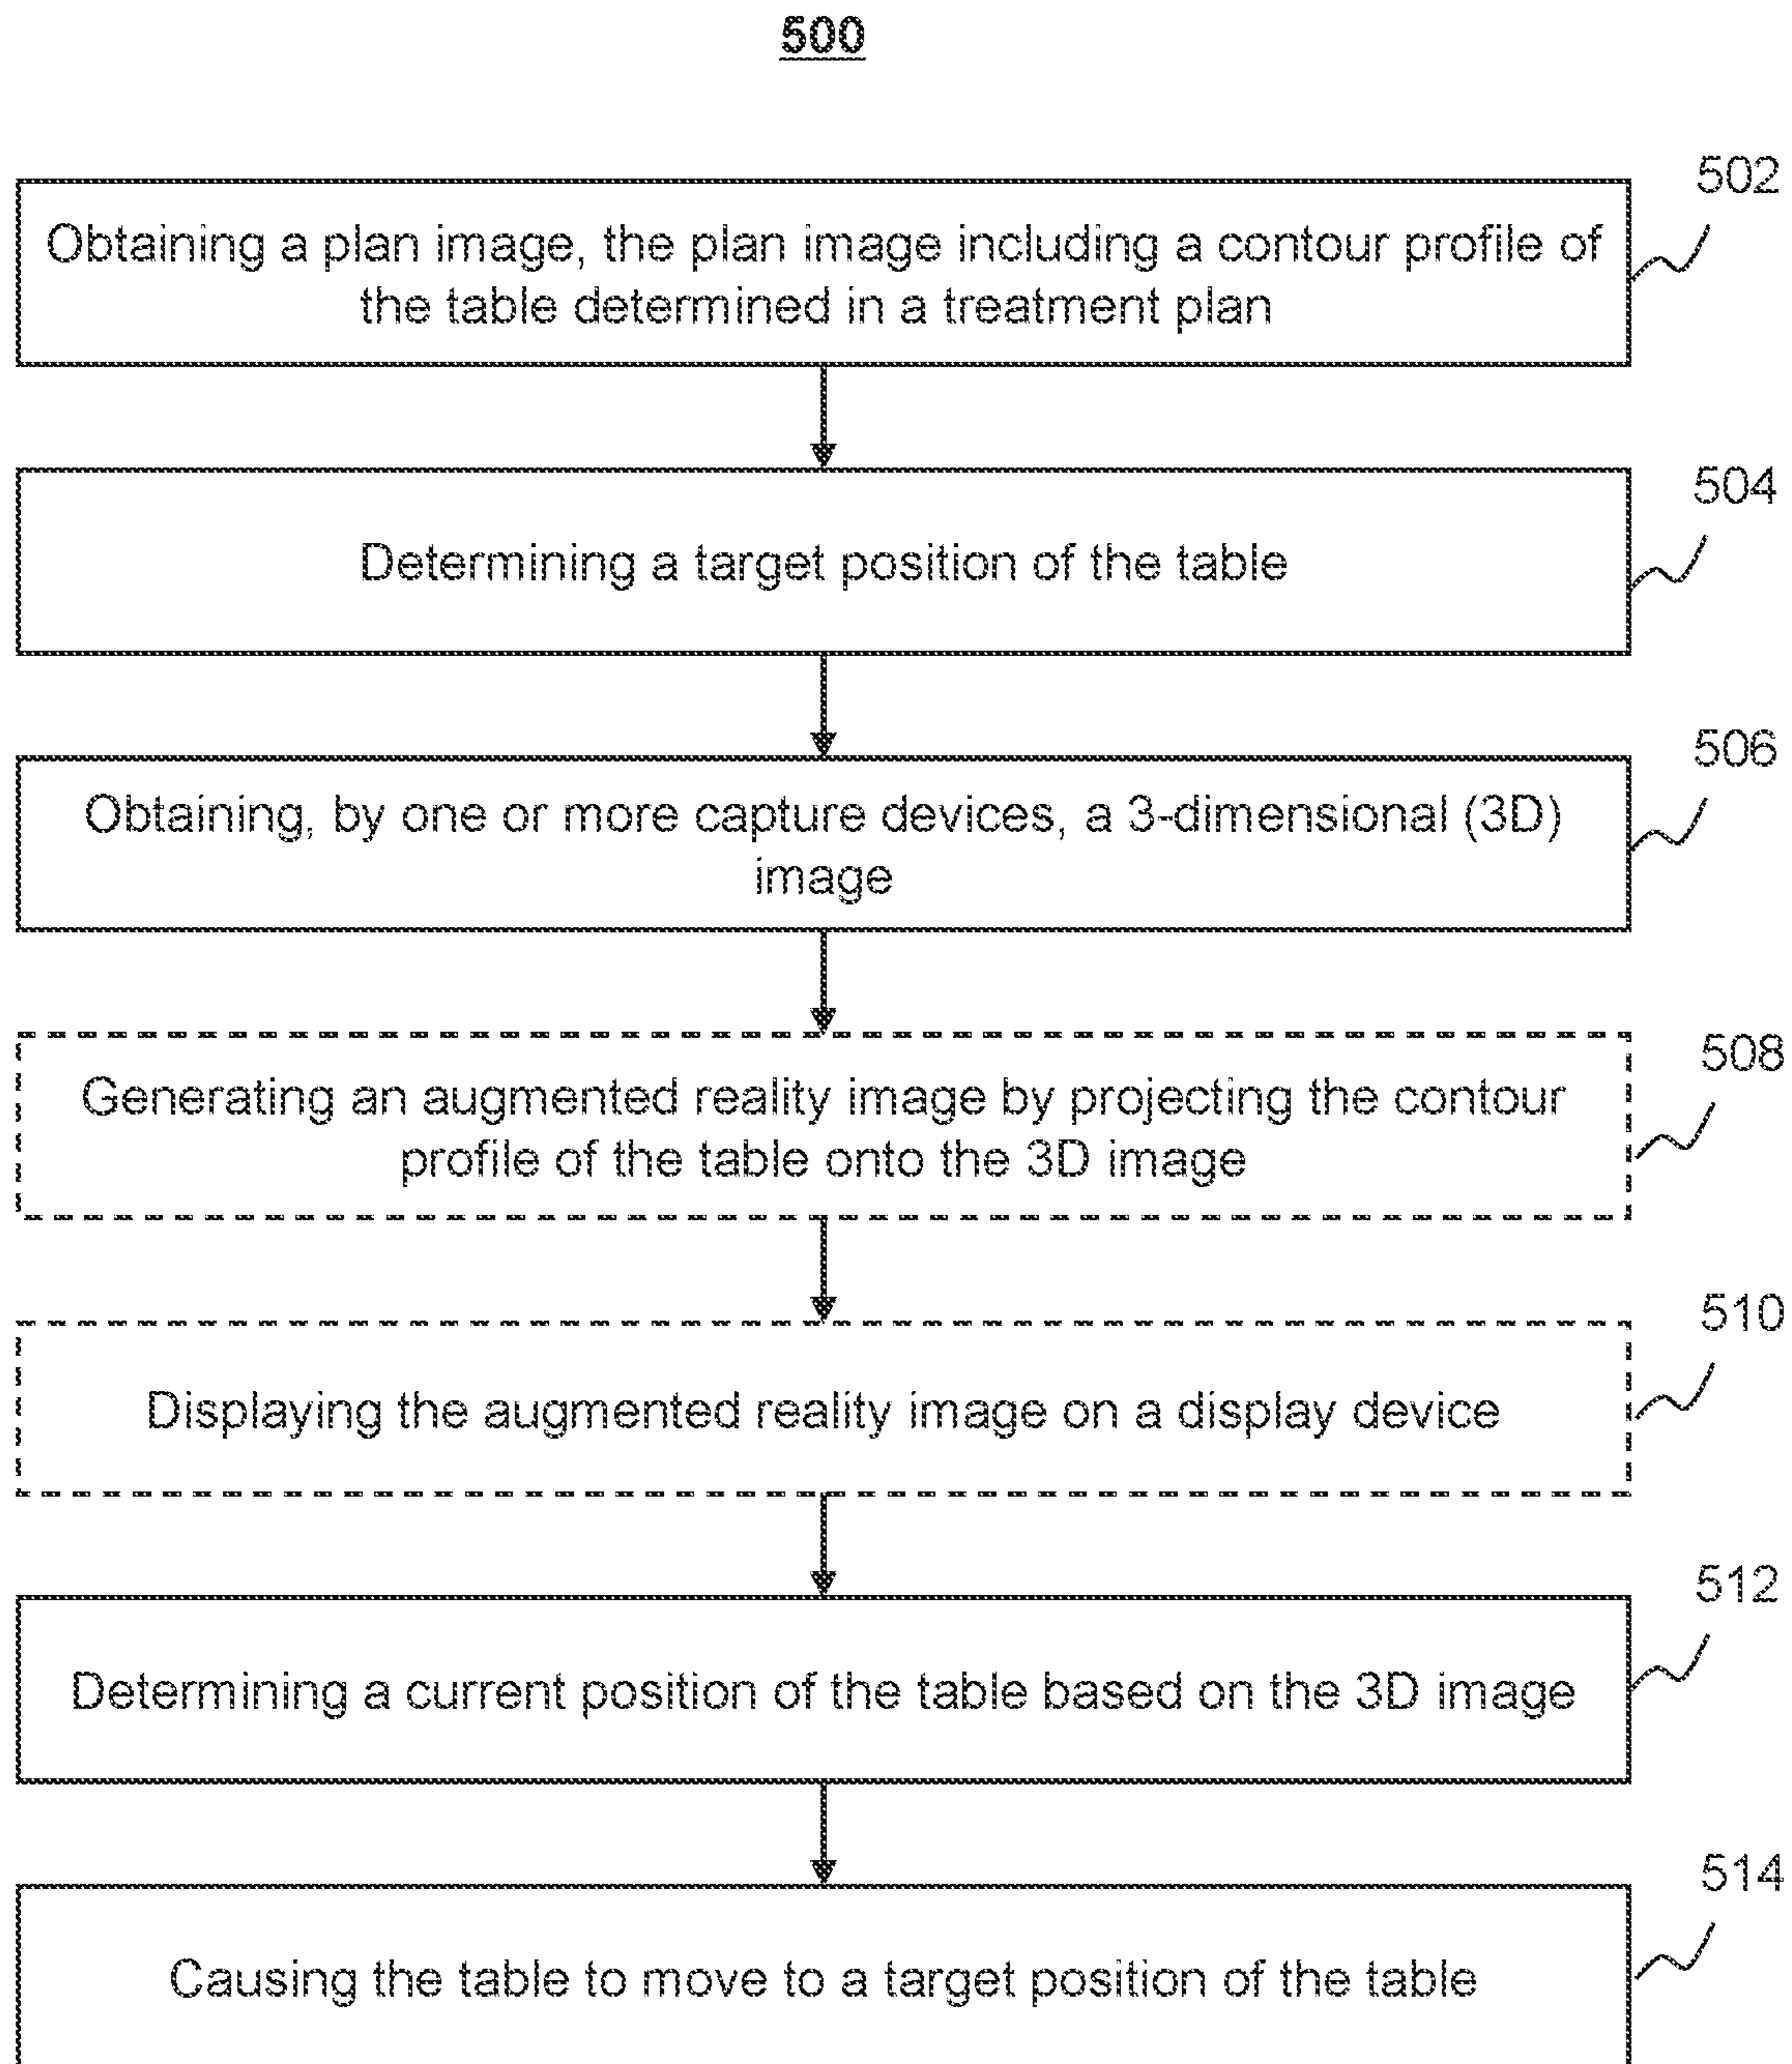 500
502
Obtaining a plan image, the plan image including a contour profile of
the table determined in a treatment plan
504
Determining a target position of the table
506
Obtaining, by one or more capture devices, a 3-dimensional (3D)
image
508
Generating an augmented reality image by projecting the contour
profile of the table onto the 3D image
510
Displaying the augmented reality image on a display device
512
Determining a current position of the table based on the 3D image
514
Causing the table to move to a target position of the table